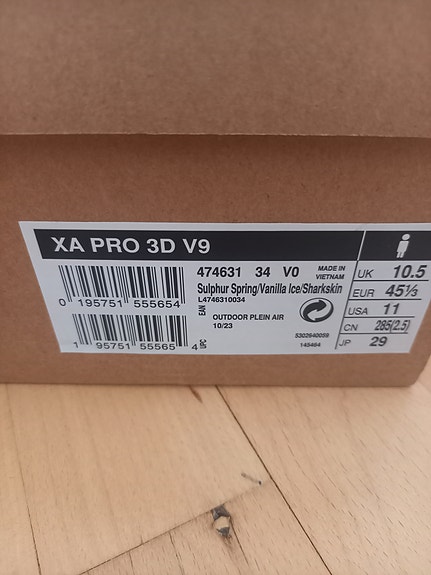 XA PRO 3D V9
474631 34 V0
MADE IN
VIETNAM
Sulphur Spring/Vanilla Ice/Sharkskin
L4746310034
EAN
0 195751 555654
OUTDOOR PLEIN AIR
10/23
5302640059
145464
1 95751 55565 4
UPC
UK 10.5
EUR 45⅓
USA 11
CN 285(2.5)
JP 29